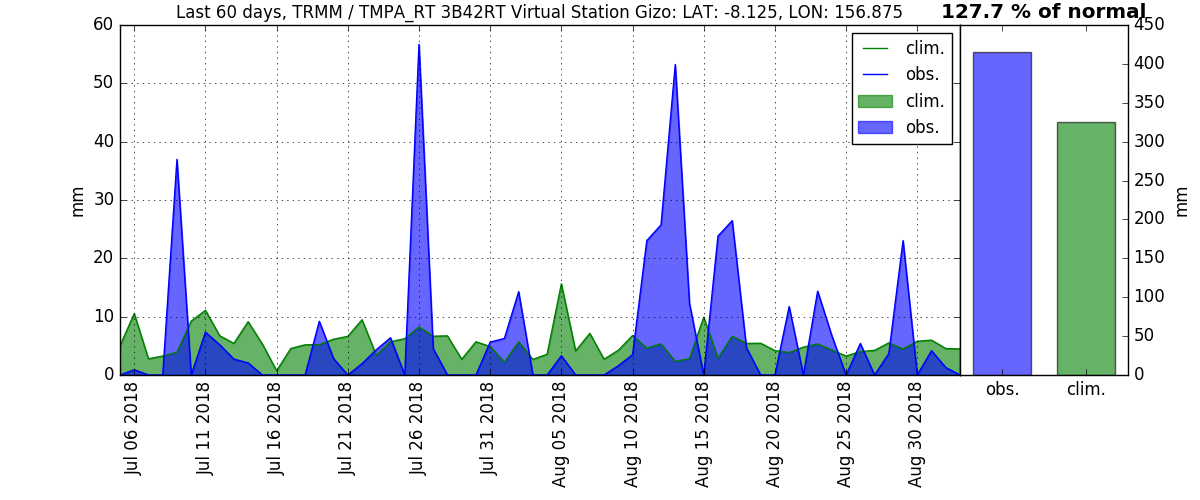 Last 60 days, TRMM / TMPA_RT 3B42RT Virtual Station Gizo: LAT: -8.125, LON: 156.875
127.7 % of normal
60
50
40
30
20
10
0
mm
clim.
obs.
clim.
obs.
450
400
350
300
250
200
150
100
50
0
mm
Jul 06 2018
Jul 11 2018
Jul 16 2018
Jul 21 2018
Jul 26 2018
Jul 31 2018
Aug 05 2018
Aug 10 2018
Aug 15 2018
Aug 20 2018
Aug 25 2018
Aug 30 2018
obs.
clim.